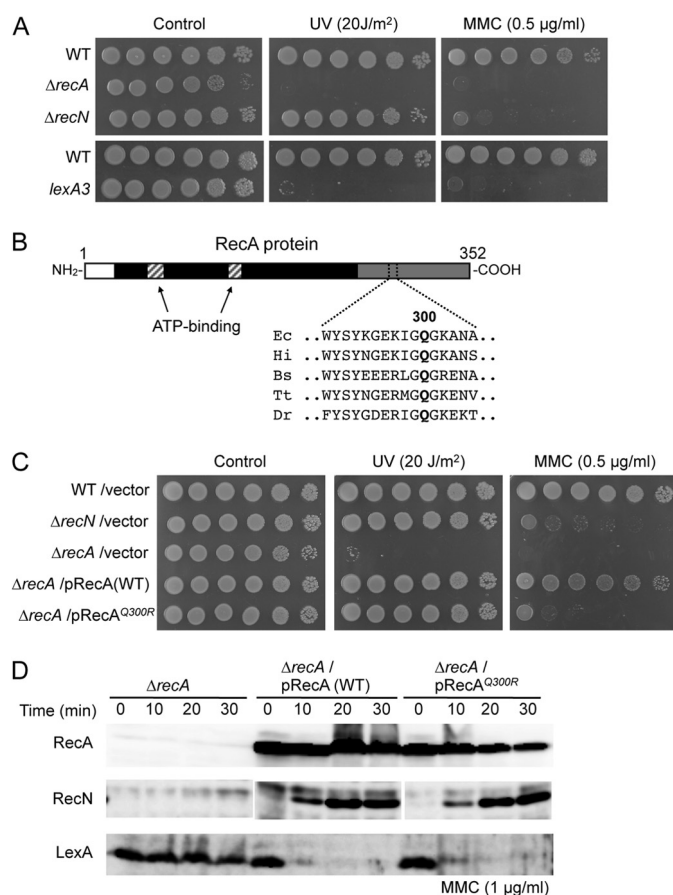 A
Control UV (20J/m²) MMC (0.5 µg/ml)
WT
ΔrecA
ΔrecN
WT
lexA3
B
RecA protein
1 352
NH₂- -COOH
ATP-binding
300
Ec ..WYSYKGEKIGQGKANA..
Hi ..WYSYNGEKIGQGKANS..
Bs ..WYSYEEERLGQGRENA..
Tt ..WYSYNGERMGQGKENV..
Dr ..FYSYGDERIGQGKEKT..
C
Control UV (20 J/m²) MMC (0.5 µg/ml)
WT /vector
ΔrecN/vector
ΔrecA/vector
ΔrecA /pRecA(WT)
ΔrecA /pRecA^Q300R
D
ΔrecA ΔrecA / pRecA (WT) ΔrecA / pRecA^Q300R
Time (min) 0 10 20 30 0 10 20 30 0 10 20 30
RecA
RecN
LexA
MMC (1 µg/ml)